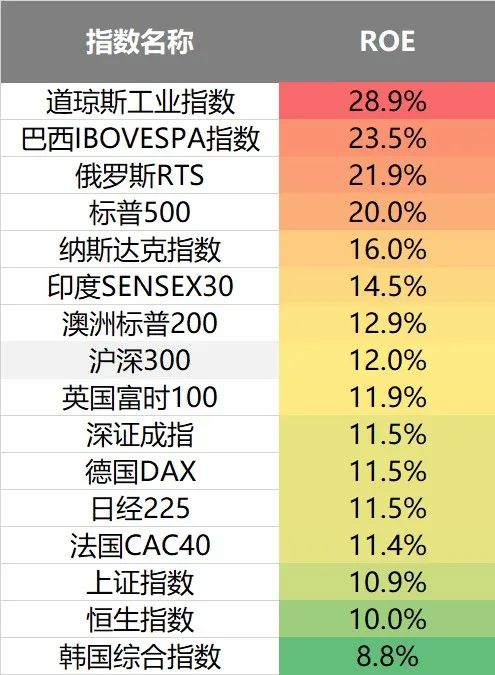 指数名称 ROE
道琼斯工业指数 28.9%
巴西IBOVESPA指数 23.5%
俄罗斯RTS 21.9%
标普500 20.0%
纳斯达克指数 16.0%
印度SENSEX30 14.5%
澳洲标普200 12.9%
沪深300 12.0%
英国富时100 11.9%
深证成指 11.5%
德国DAX 11.5%
日经225 11.5%
法国CAC40 11.4%
上证指数 10.9%
恒生指数 10.0%
韩国综合指数 8.8%